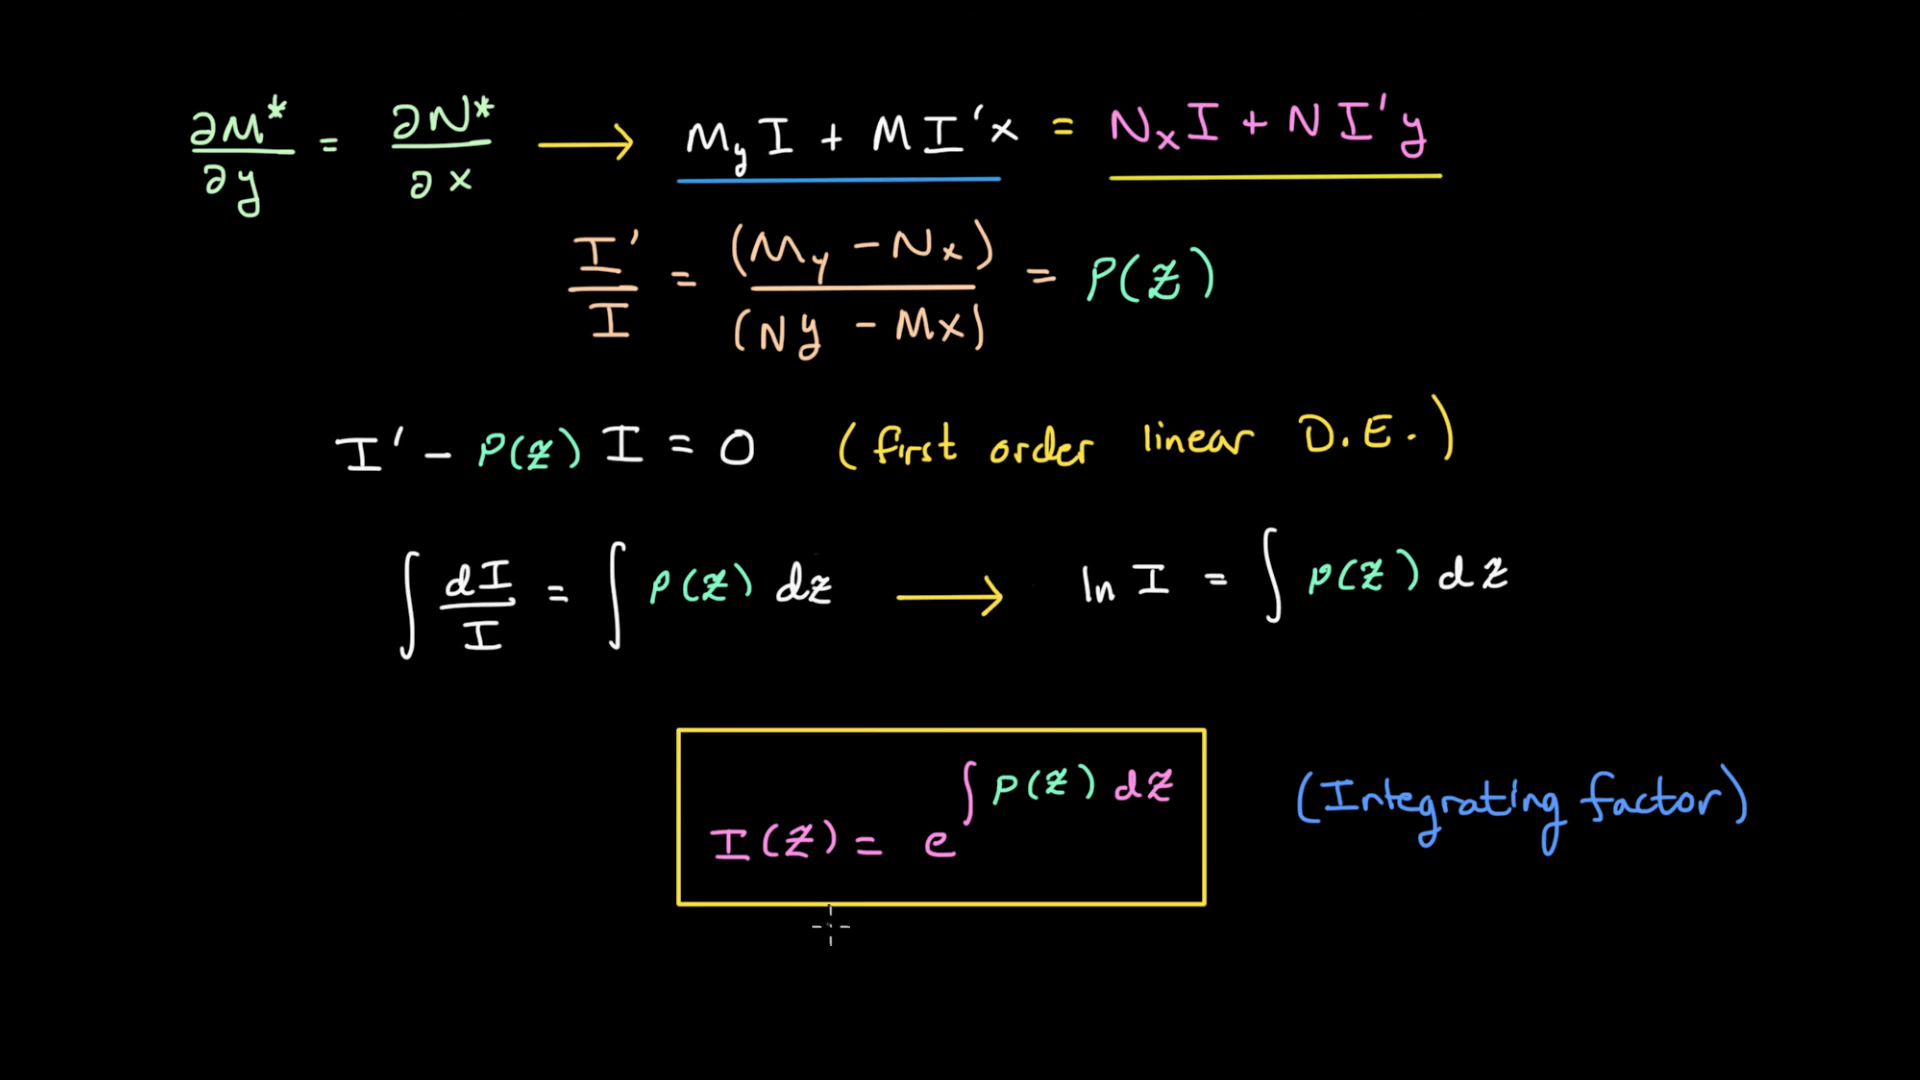 ∂M*/∂y = ∂N*/∂x → M_y I + M I'x = N_x I + N I'y
I'/I = (M_y - N_x)/(Ny - Mx) = P(z)
I' - P(z) I = 0 (first order linear D.E.)
∫ dI/I = ∫ P(z) dz → ln I = ∫ P(z) dz
I(z) = e^∫ P(z) dz (Integrating factor)